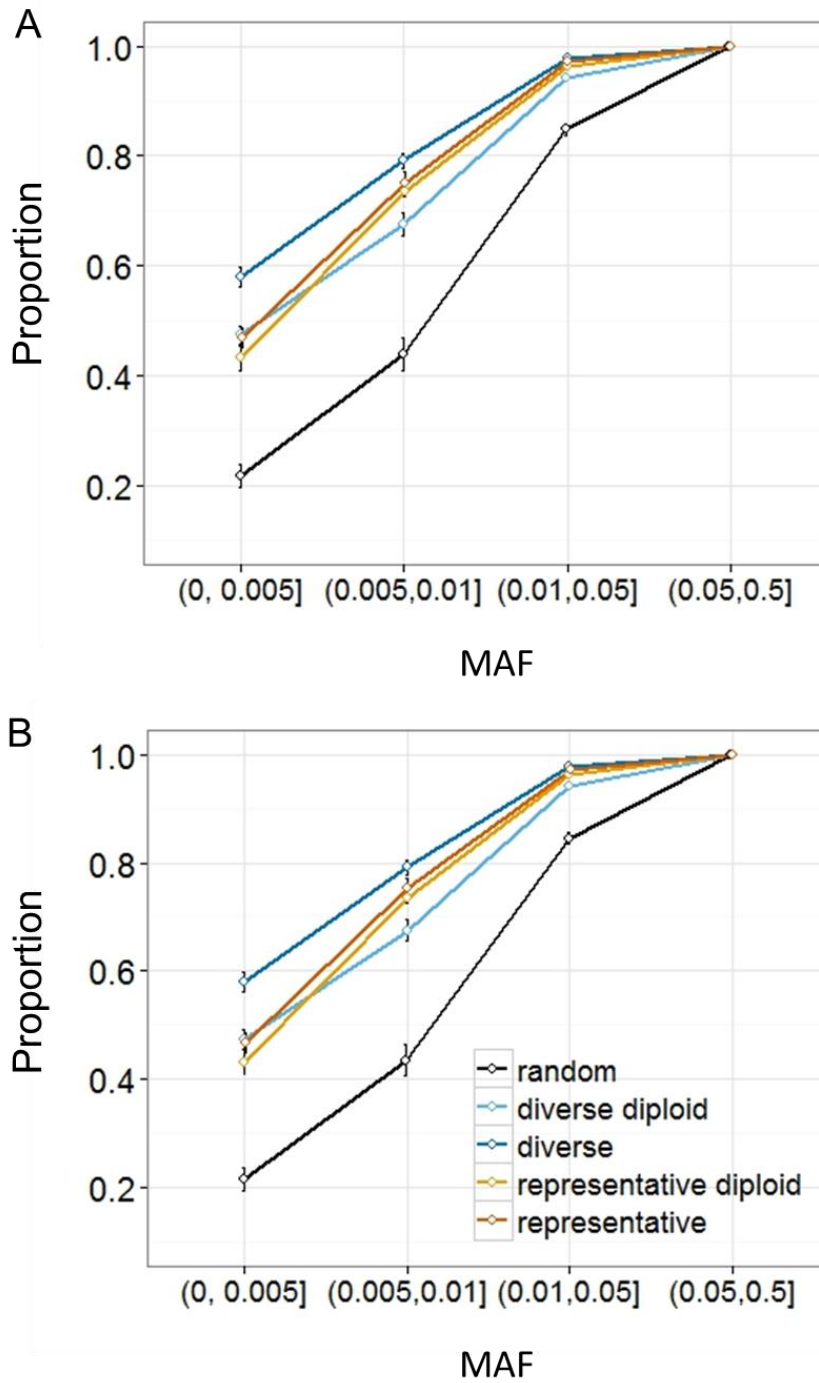 A
Proportion
1.0
0.8
0.6
0.4
0.2
(0, 0.005] (0.005,0.01] (0.01,0.05] (0.05,0.5]
MAF
B
Proportion
1.0
0.8
0.6
0.4
0.2
random
diverse diploid
diverse
representative diploid
representative
(0, 0.005] (0.005,0.01] (0.01,0.05] (0.05,0.5]
MAF